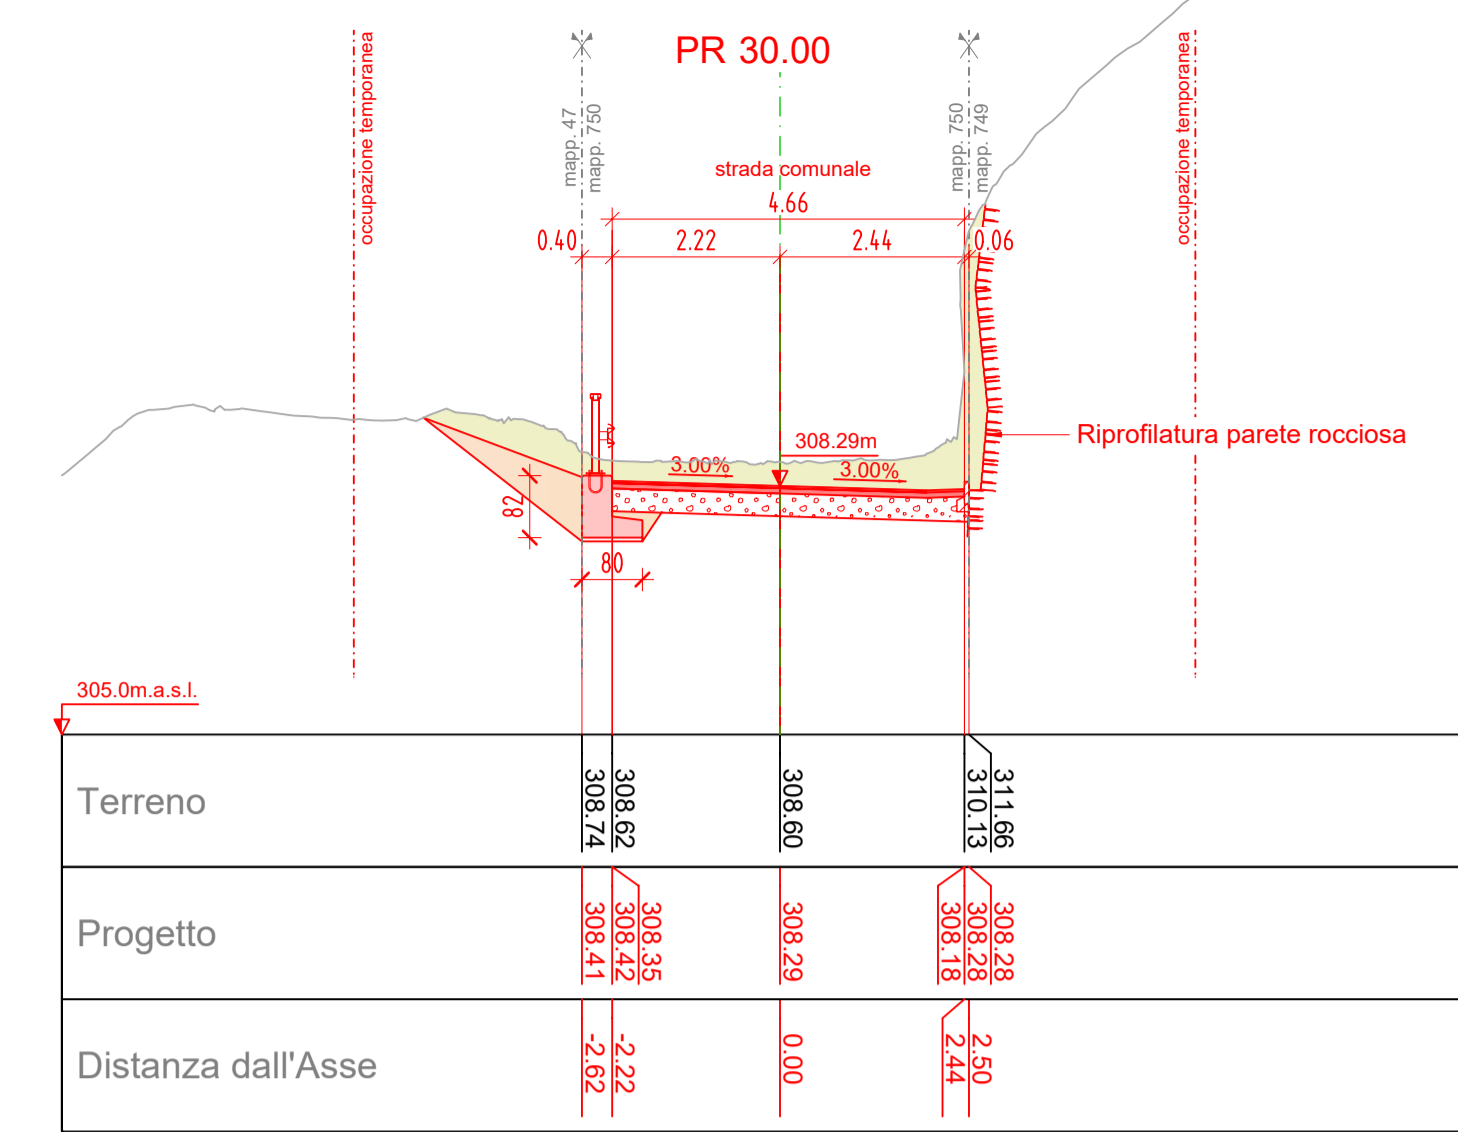 PR 30.00
occupazione temporanea
mapp. 47
mapp. 750
mapp. 750
mapp. 749
occupazione temporanea
strada comunale
4.66
0.40
2.22
2.44
0.06
308.29m
3.00%
3.00%
Riprofilatura parete rocciosa
82
80
305.0m.a.s.l.
Terreno
308.74
308.62
308.60
310.13
311.66
Progetto
308.41
308.42
308.35
308.29
308.18
308.28
308.28
Distanza dall'Asse
-2.62
-2.22
0.00
2.44
2.50